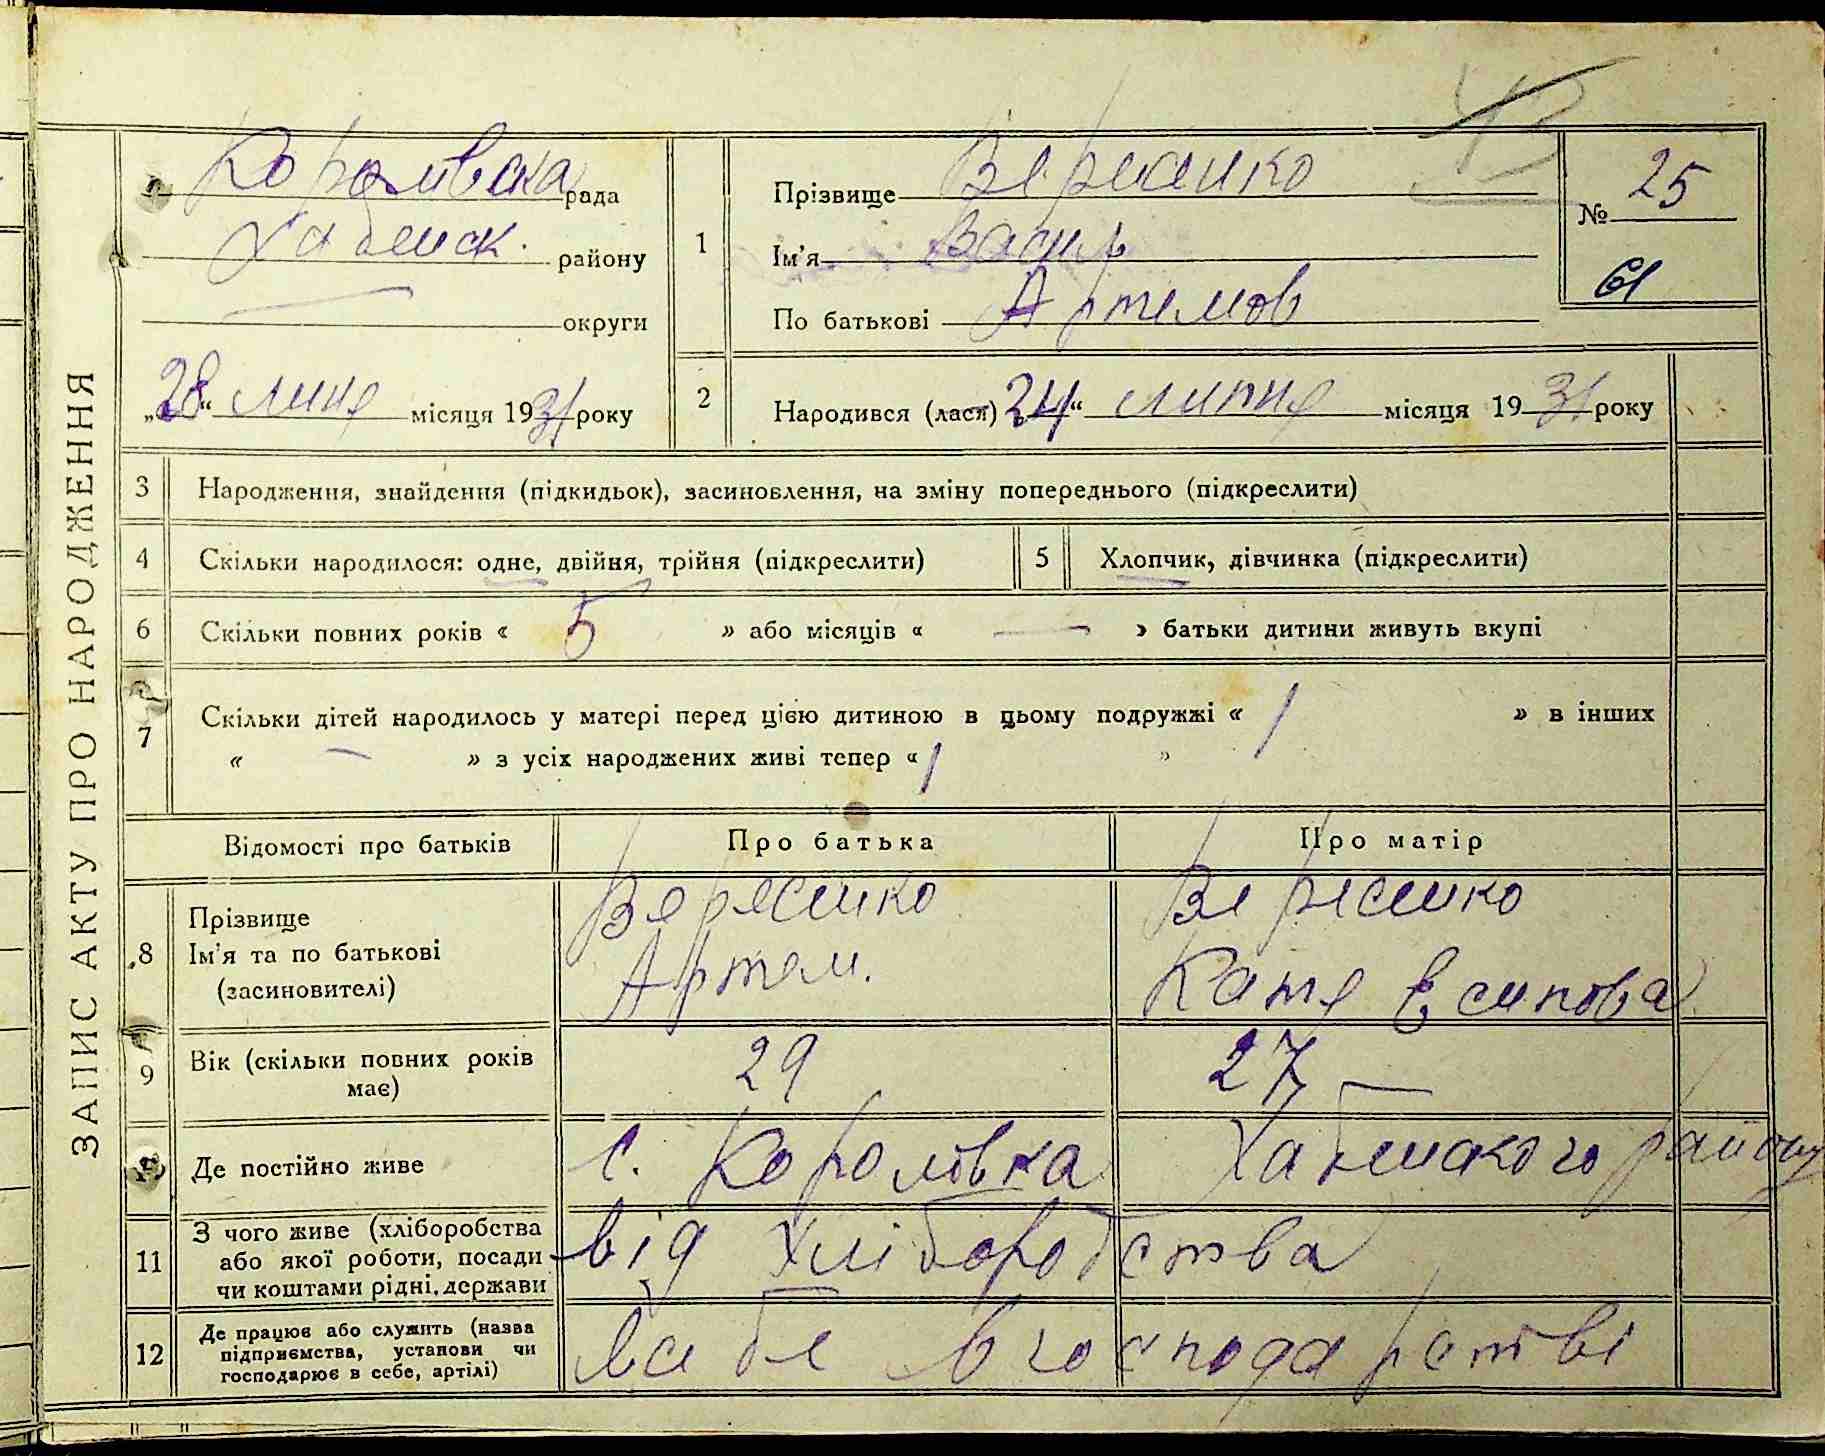 ЗАПИС АКТУ ПРО НАРОДЖЕННЯ
Королівска рада
Хабенск. району
округи
„28“ липня місяця 1931 року
1
Прізвище Вересенко
Ім'я Василь
По батькові Артемов
№ 25
61
2
Народився (лася) 24 “ липня місяця 1931 року
3 Народження, знайдення (підкидьок), засиновлення, на зміну попереднього (підкреслити)
4 Скільки народилося: одне, двійня, трійня (підкреслити)
5 Хлопчик, дівчинка (підкреслити)
6 Скільки повних років « 5 » або місяців « — » батьки дитини живуть вкупі
7 Скільки дітей народилось у матері перед цією дитиною в цьому подружжі « 1 » в інших
« — » з усіх народжених живі тепер « 1 »
Відомості про батьків
Про батька
Про матір
8 Прізвище
Ім'я та по батькові
(засиновителі)
Вересенко
Артем.
Вересенко
Катя Єсипова
9 Вік (скільки повних років
має)
29
27 —
Де постійно живе
с. Королівка Хабенського району
11 З чого живе (хліборобства
або якої роботи, посади
чи коштами рідні, держави
від хліборобства
12 Де працює або служить (назва
підприємства, установи чи
господарює в себе, артілі)
в себе в господарстві